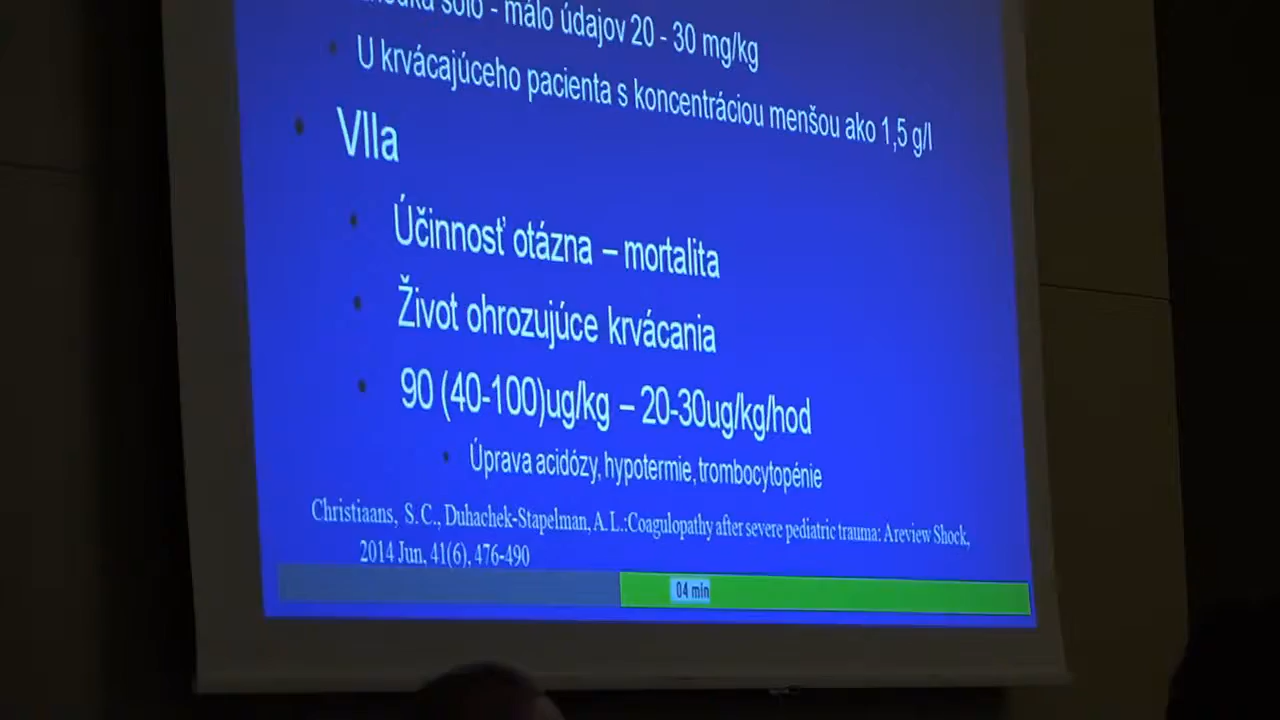 sólo - málo údajov 20 - 30 mg/kg
U krvácajúceho pacienta s koncentráciou menšou ako 1,5 g/l
VIIa
Účinnosť otázna – mortalita
Život ohrozujúce krvácania
90 (40-100)ug/kg – 20-30ug/kg/hod
Úprava acidózy, hypotermie, trombocytopénie
Christiaans, S.C., Duhachek-Stapelman, A.L.:Coagulopathy after severe pediatric trauma: Areview Shock,
2014 Jun, 41(6), 476-490
04 min